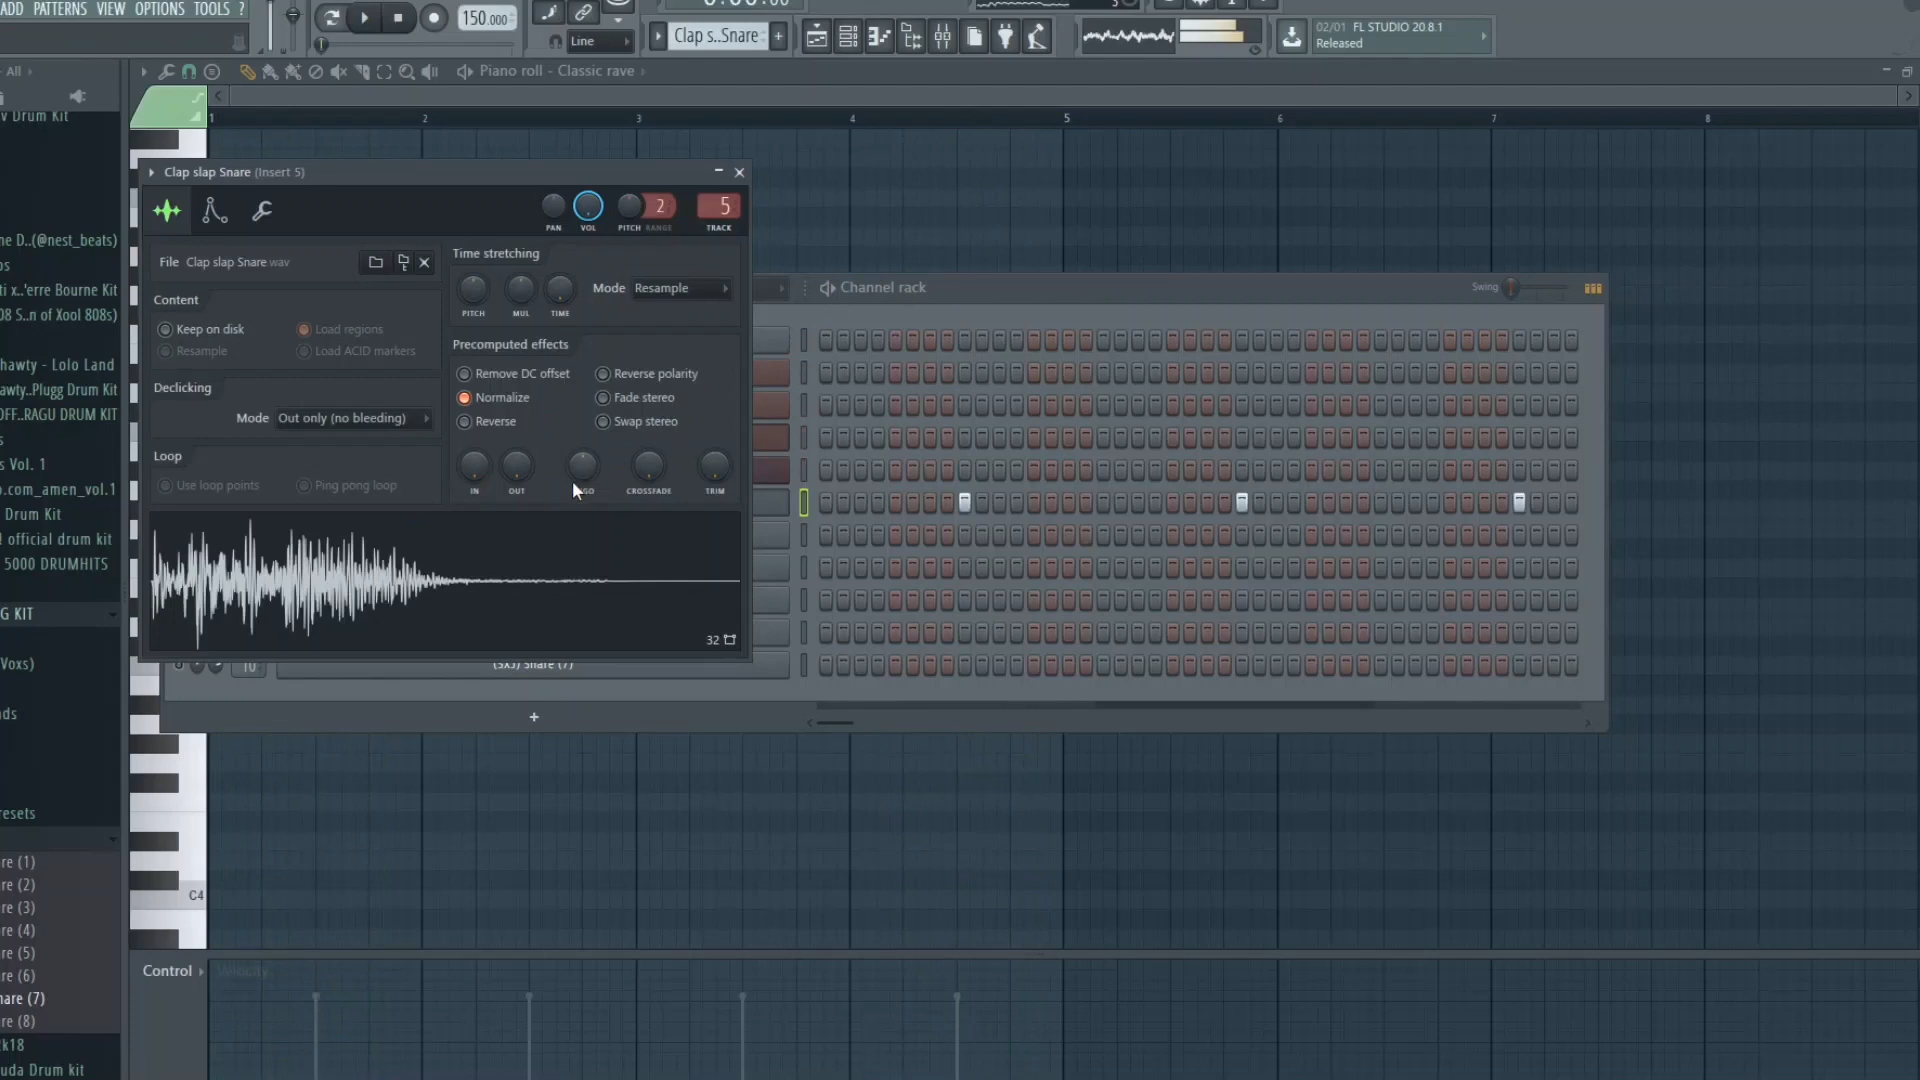 ADD PATTERNS VIEW OPTIONS TOOLS ?
150.000
Line
Clap s..Snare
02/01 FL STUDIO 20.8.1
Released
All
Piano roll - Classic rave
v Drum Kit
1 2 3 4 5 6 7 8
Clap slap Snare (Insert 5)
2
5
PAN VOL PITCH RANGE TRACK
File Clap slap Snare wav
Time stretching
Mode Resample
PITCH MUL TIME
Content
Keep on disk
Load regions
Resample
Load ACID markers
Precomputed effects
Remove DC offset
Reverse polarity
Normalize
Fade stereo
Reverse
Swap stereo
Declicking
Mode Out only (no bleeding)
Loop
Use loop points
Ping pong loop
IN OUT CROSSFADE TRIM
32
Channel rack
Swing
10
(SXJ) Snare (7)
+
ne D..(@nest_beats)
ti x..'erre Bourne Kit
08 S..n of Xool 808s)
hawty - Lolo Land
awty..Plugg Drum Kit
OFF..RAGU DRUM KIT
s Vol. 1
o.com_amen_vol.1
Drum Kit
! official drum kit
5000 DRUMHITS
G KIT
Voxs)
nds
resets
re (1)
re (2)
re (3)
re (4)
re (5)
re (6)
nare (7)
re (8)
k18
uda Drum kit
C4
Control
Velocity